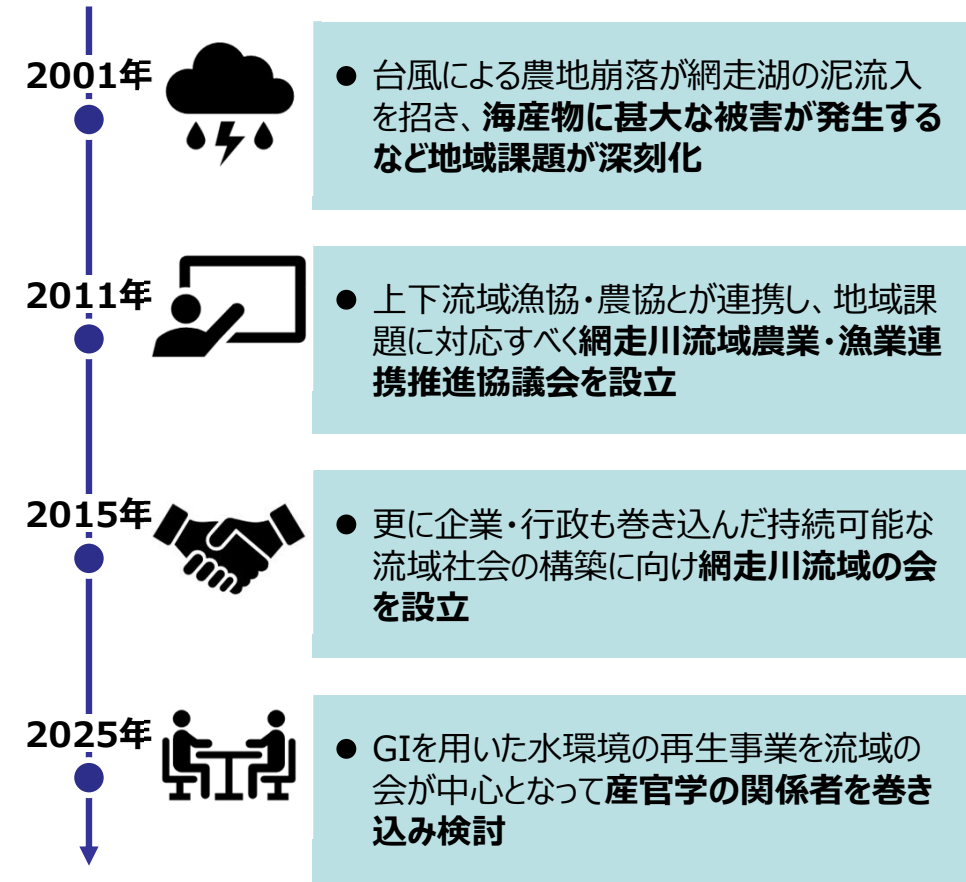 2001年
● 台風による農地崩落が網走湖の泥流入
を招き、海産物に甚大な被害が発生する
など地域課題が深刻化
2011年
● 上下流域漁協・農協とが連携し、地域課
題に対応すべく網走川流域農業・漁業連
携推進協議会を設立
2015年
● 更に企業・行政も巻き込んだ持続可能な
流域社会の構築に向け網走川流域の会
を設立
2025年
● GIを用いた水環境の再生事業を流域の
会が中心となって産官学の関係者を巻き
込み検討